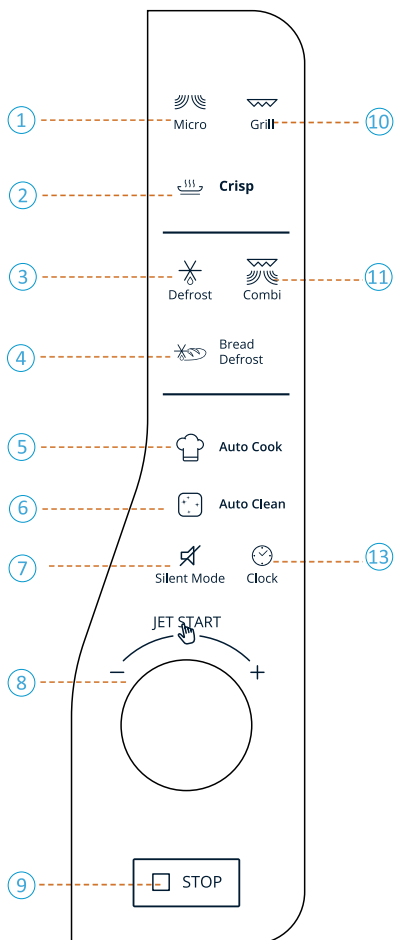 1
Micro
Grill
10
2
Crisp
3
Defrost
Combi
11
4
Bread
Defrost
5
Auto Cook
6
Auto Clean
7
Silent Mode
Clock
13
JET START
8
− +
9
STOP